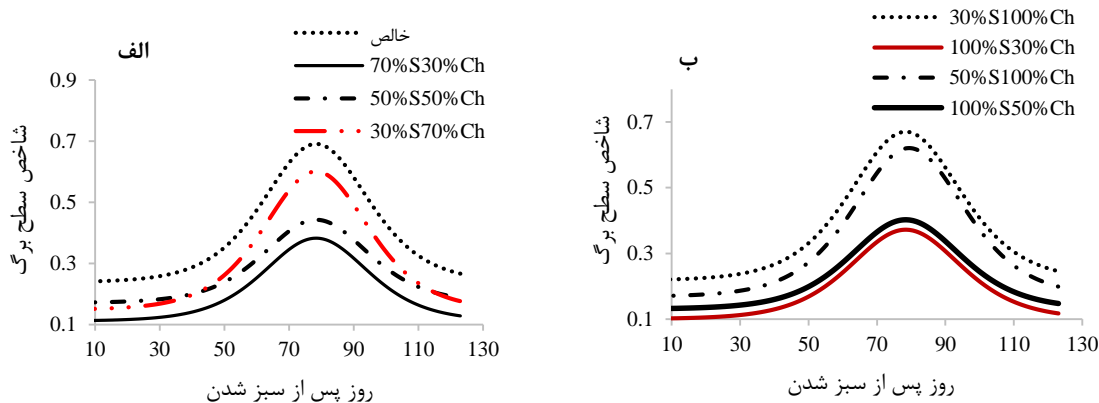 الف
خالص
70%S30%Ch
50%S50%Ch
30%S70%Ch
شاخص سطح برگ
0.9
0.7
0.5
0.3
0.1
10 30 50 70 90 110 130
روز پس از سبز شدن
ب
30%S100%Ch
100%S30%Ch
50%S100%Ch
100%S50%Ch
شاخص سطح برگ
0.7
0.5
0.3
0.1
10 30 50 70 90 110 130
روز پس از سبز شدن